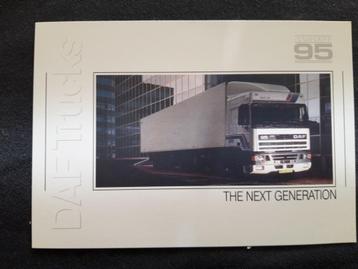 DAF Trucks
95
DAF
THE NEXT GENERATION